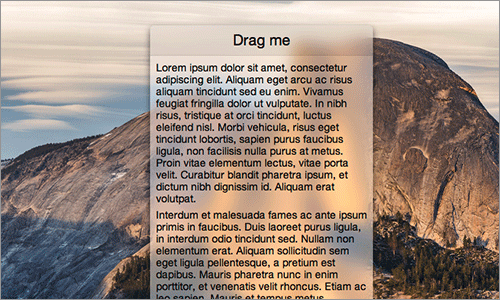 Drag me
Lorem ipsum dolor sit amet, consectetur
adipiscing elit. Aliquam eget arcu ac risus
aliquam tincidunt sed eu enim. Vivamus
feugiat fringilla dolor ut vulputate. In nibh
risus, tristique at orci tincidunt, luctus
eleifend nisl. Morbi vehicula, risus eget
tincidunt lobortis, sapien purus faucibus
ligula, non facilisis nulla purus at metus.
Proin vitae elementum lectus, vitae porta
velit. Curabitur blandit pharetra ipsum, et
dictum nibh dignissim id. Aliquam erat
volutpat.
Interdum et malesuada fames ac ante ipsum
primis in faucibus. Duis laoreet purus ligula,
in interdum odio tincidunt sed. Nullam non
elementum erat. Aliquam sollicitudin sem
eget ligula pellentesque, a pretium est
dapibus. Mauris pharetra nunc in enim
porttitor, et venenatis velit rhoncus. Etiam ac
leo sapien. Mauris et tempus metus.